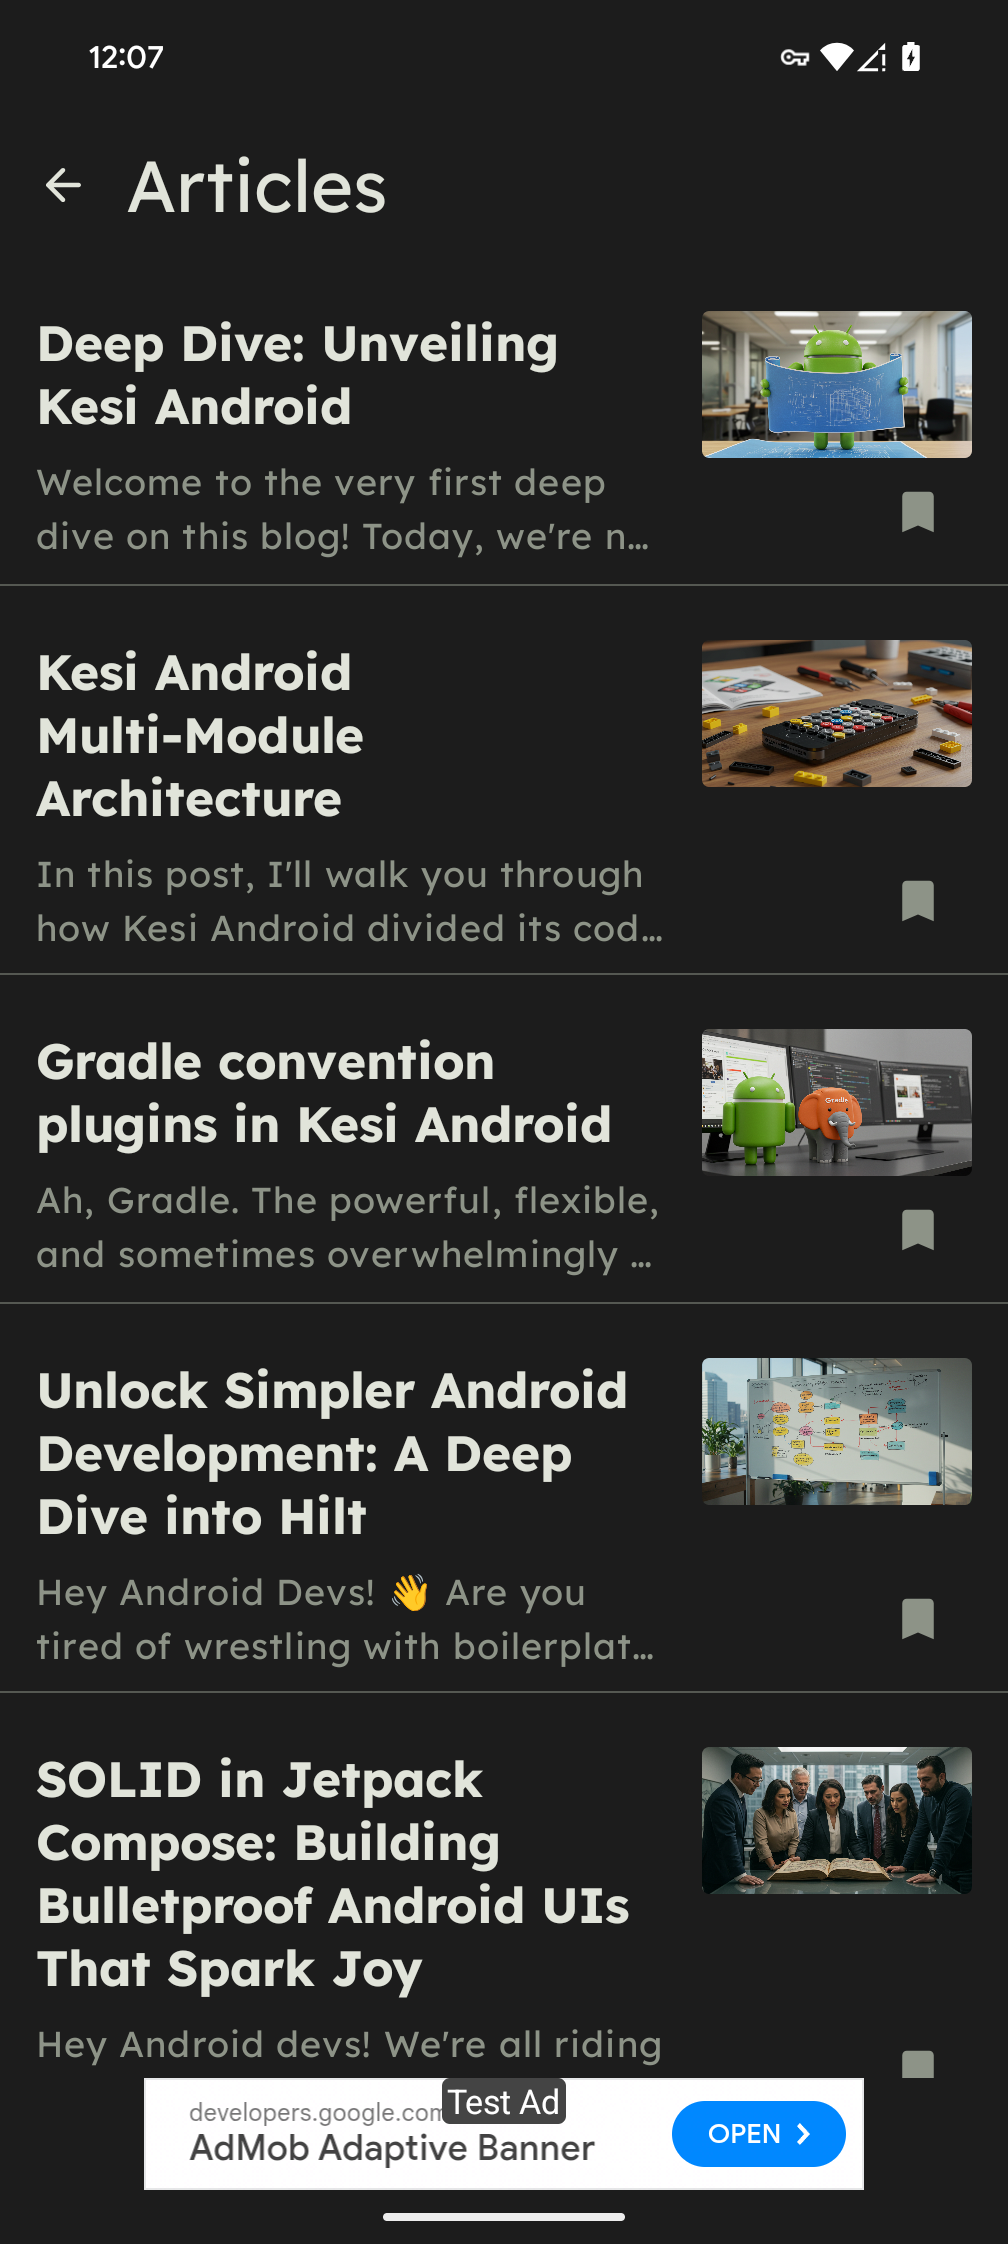 12:07
Articles
Deep Dive: Unveiling
Kesi Android
Welcome to the very first deep
dive on this blog! Today, we're n…
Kesi Android
Multi-Module
Architecture
In this post, I'll walk you through
how Kesi Android divided its cod…
Gradle convention
plugins in Kesi Android
Gradle
Ah, Gradle. The powerful, flexible,
and sometimes overwhelmingly …
Unlock Simpler Android
Development: A Deep
Dive into Hilt
Hey Android Devs! 👋 Are you
tired of wrestling with boilerplat…
SOLID in Jetpack
Compose: Building
Bulletproof Android UIs
That Spark Joy
Hey Android devs! We're all riding
Test Ad
developers.google.com
AdMob Adaptive Banner
OPEN